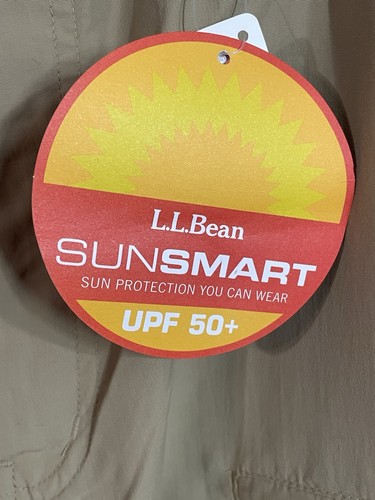 L.L.Bean
SUNSMART
SUN PROTECTION YOU CAN WEAR
UPF 50+